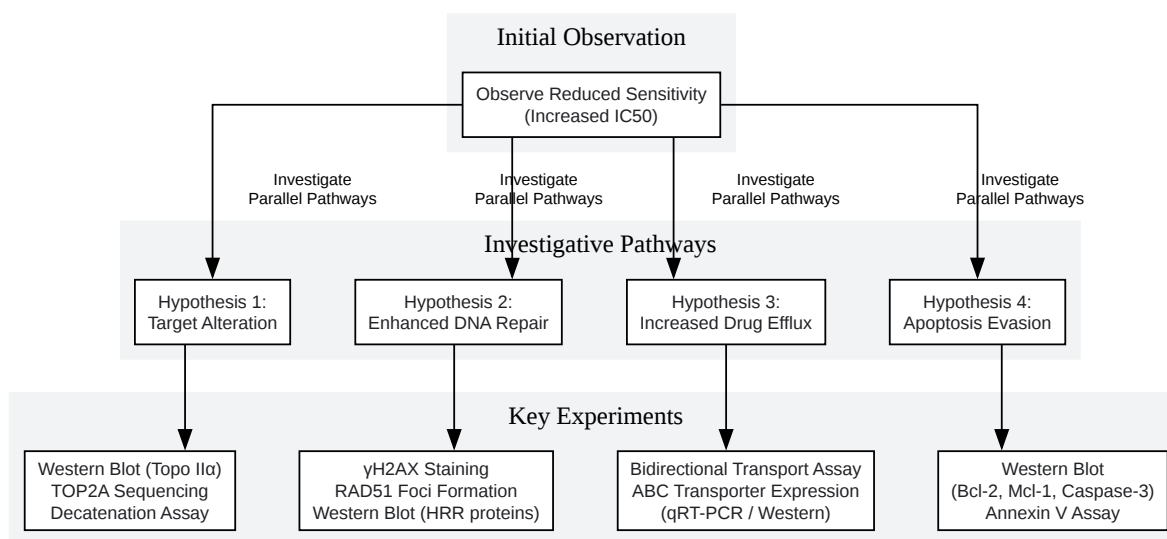 Initial Observation
Observe Reduced Sensitivity
(Increased IC50)
Investigate
Parallel Pathways
Investigate
Parallel Pathways
Investigate
Parallel Pathways
Investigate
Parallel Pathways
Investigative Pathways
Hypothesis 1:
Target Alteration
Hypothesis 2:
Enhanced DNA Repair
Hypothesis 3:
Increased Drug Efflux
Hypothesis 4:
Apoptosis Evasion
Key Experiments
Western Blot (Topo IIα)
TOP2A Sequencing
Decatenation Assay
γH2AX Staining
RAD51 Foci Formation
Western Blot (HRR proteins)
Bidirectional Transport Assay
ABC Transporter Expression
(qRT-PCR / Western)
Western Blot
(Bcl-2, Mcl-1, Caspase-3)
Annexin V Assay